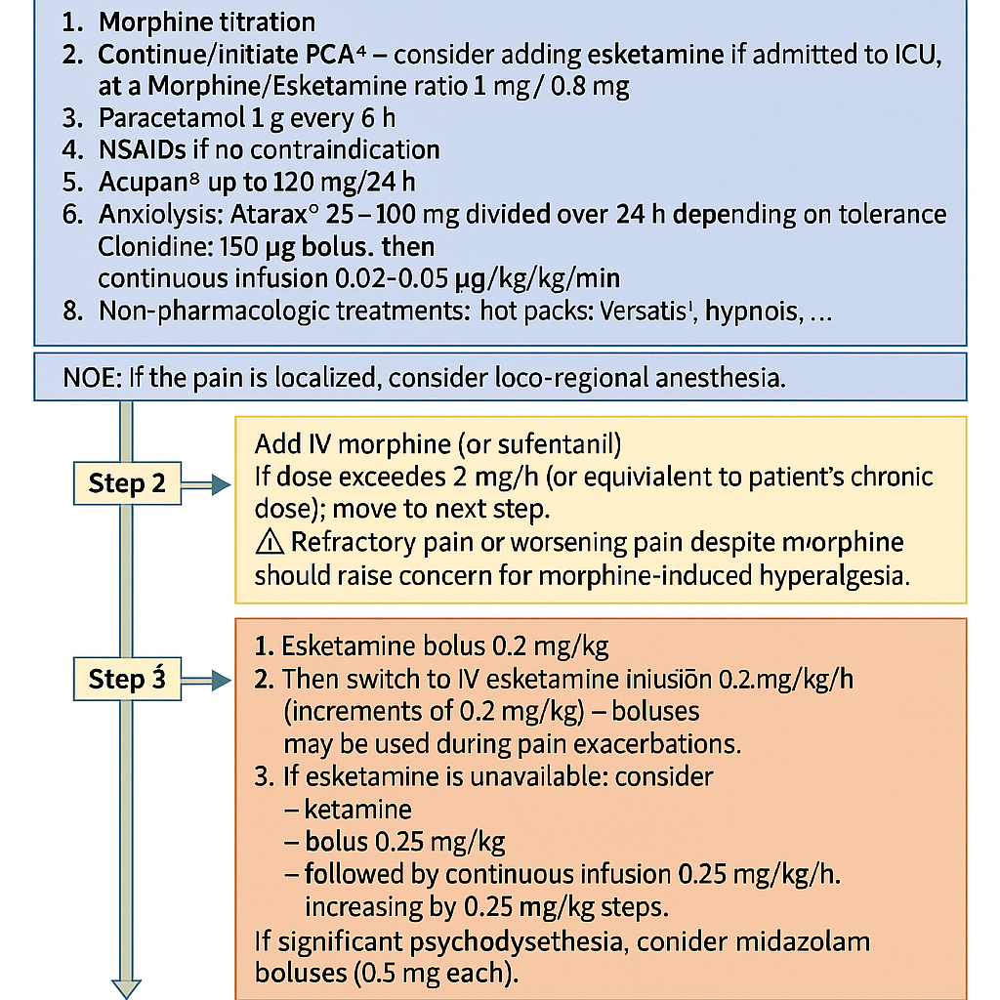 1. Morphine titration
2. Continue/initiate PCA⁴ – consider adding esketamine if admitted to ICU,
at a Morphine/Esketamine ratio 1 mg / 0.8 mg
3. Paracetamol 1 g every 6 h
4. NSAIDs if no contraindication
5. Acupan⁸ up to 120 mg/24 h
6. Anxiolysis: Atarax° 25 – 100 mg divided over 24 h depending on tolerance
Clonidine: 150 µg bolus. then
continuous infusion 0.02-0.05 µg/kg/kg/min
8. Non-pharmacologic treatments: hot packs: Versatisˡ, hypnois, ...
NOE: If the pain is localized, consider loco-regional anesthesia.
Step 2
Add IV morphine (or sufentanil)
If dose exceedes 2 mg/h (or equivialent to patient's chronic
dose); move to next step.
⚠ Refractory pain or worsening pain despite morphine
should raise concern for morphine-induced hyperalgesia.
Step 3́
1. Esketamine bolus 0.2 mg/kg
2. Then switch to IV esketamine iniusiōn 0.2.mg/kg/h
(increments of 0.2 mg/kg) – boluses
may be used during pain exacerbations.
3. If esketamine is unavailable: consider
– ketamine
– bolus 0.25 mg/kg
– followed by continuous infusion 0.25 mg/kg/h.
increasing by 0.25 mg/kg steps.
If significant psychodysethesia, conider midazolam
boluses (0.5 mg each).